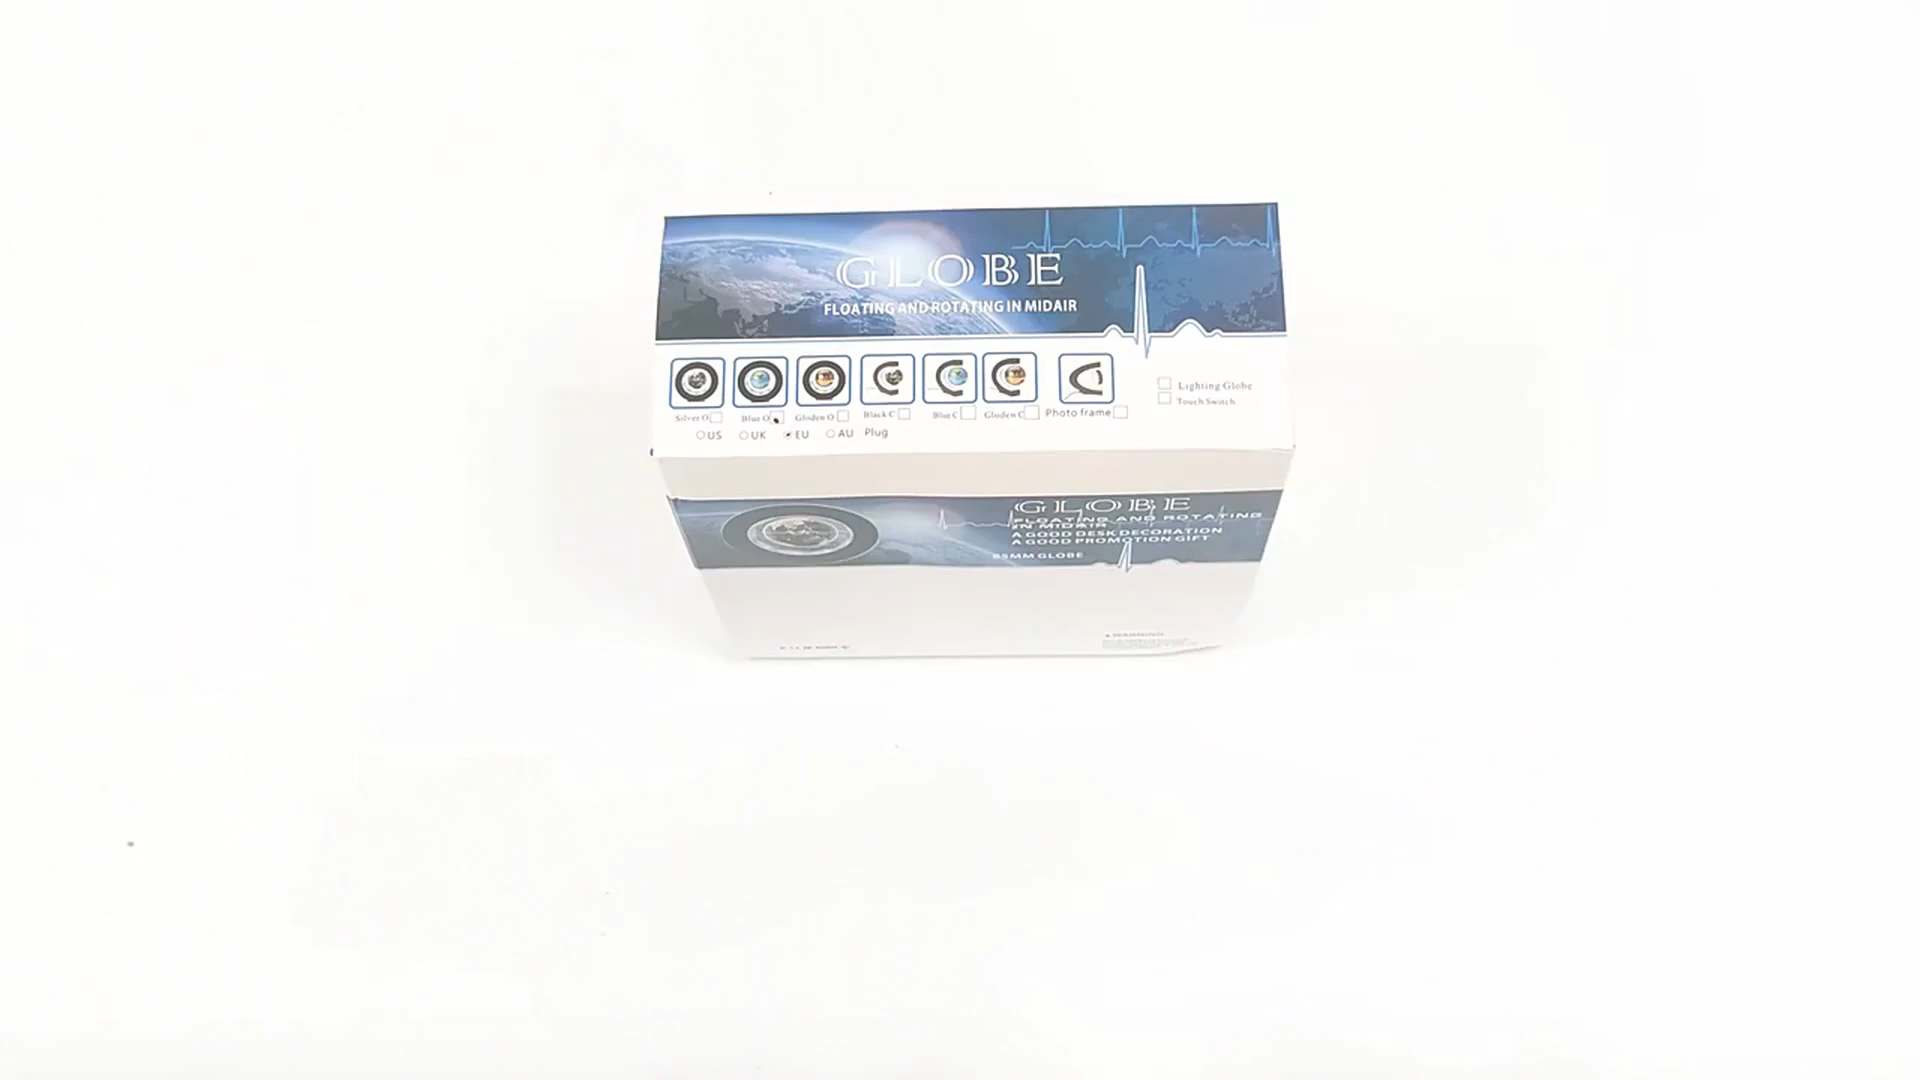 GLOBE
FLOATING AND ROTATING IN MIDAIR
Silver O Blue O Gloden O Black C Blue C Gloden C Photo frame
Lighting Globe
Touch Switch
US UK EU AU Plug
GLOBE
FLOATING AND ROTATING
IN MIDAIR
A GOOD DESK DECORATION
A GOOD PROMOTION GIFT
85MM GLOBE
WARNING